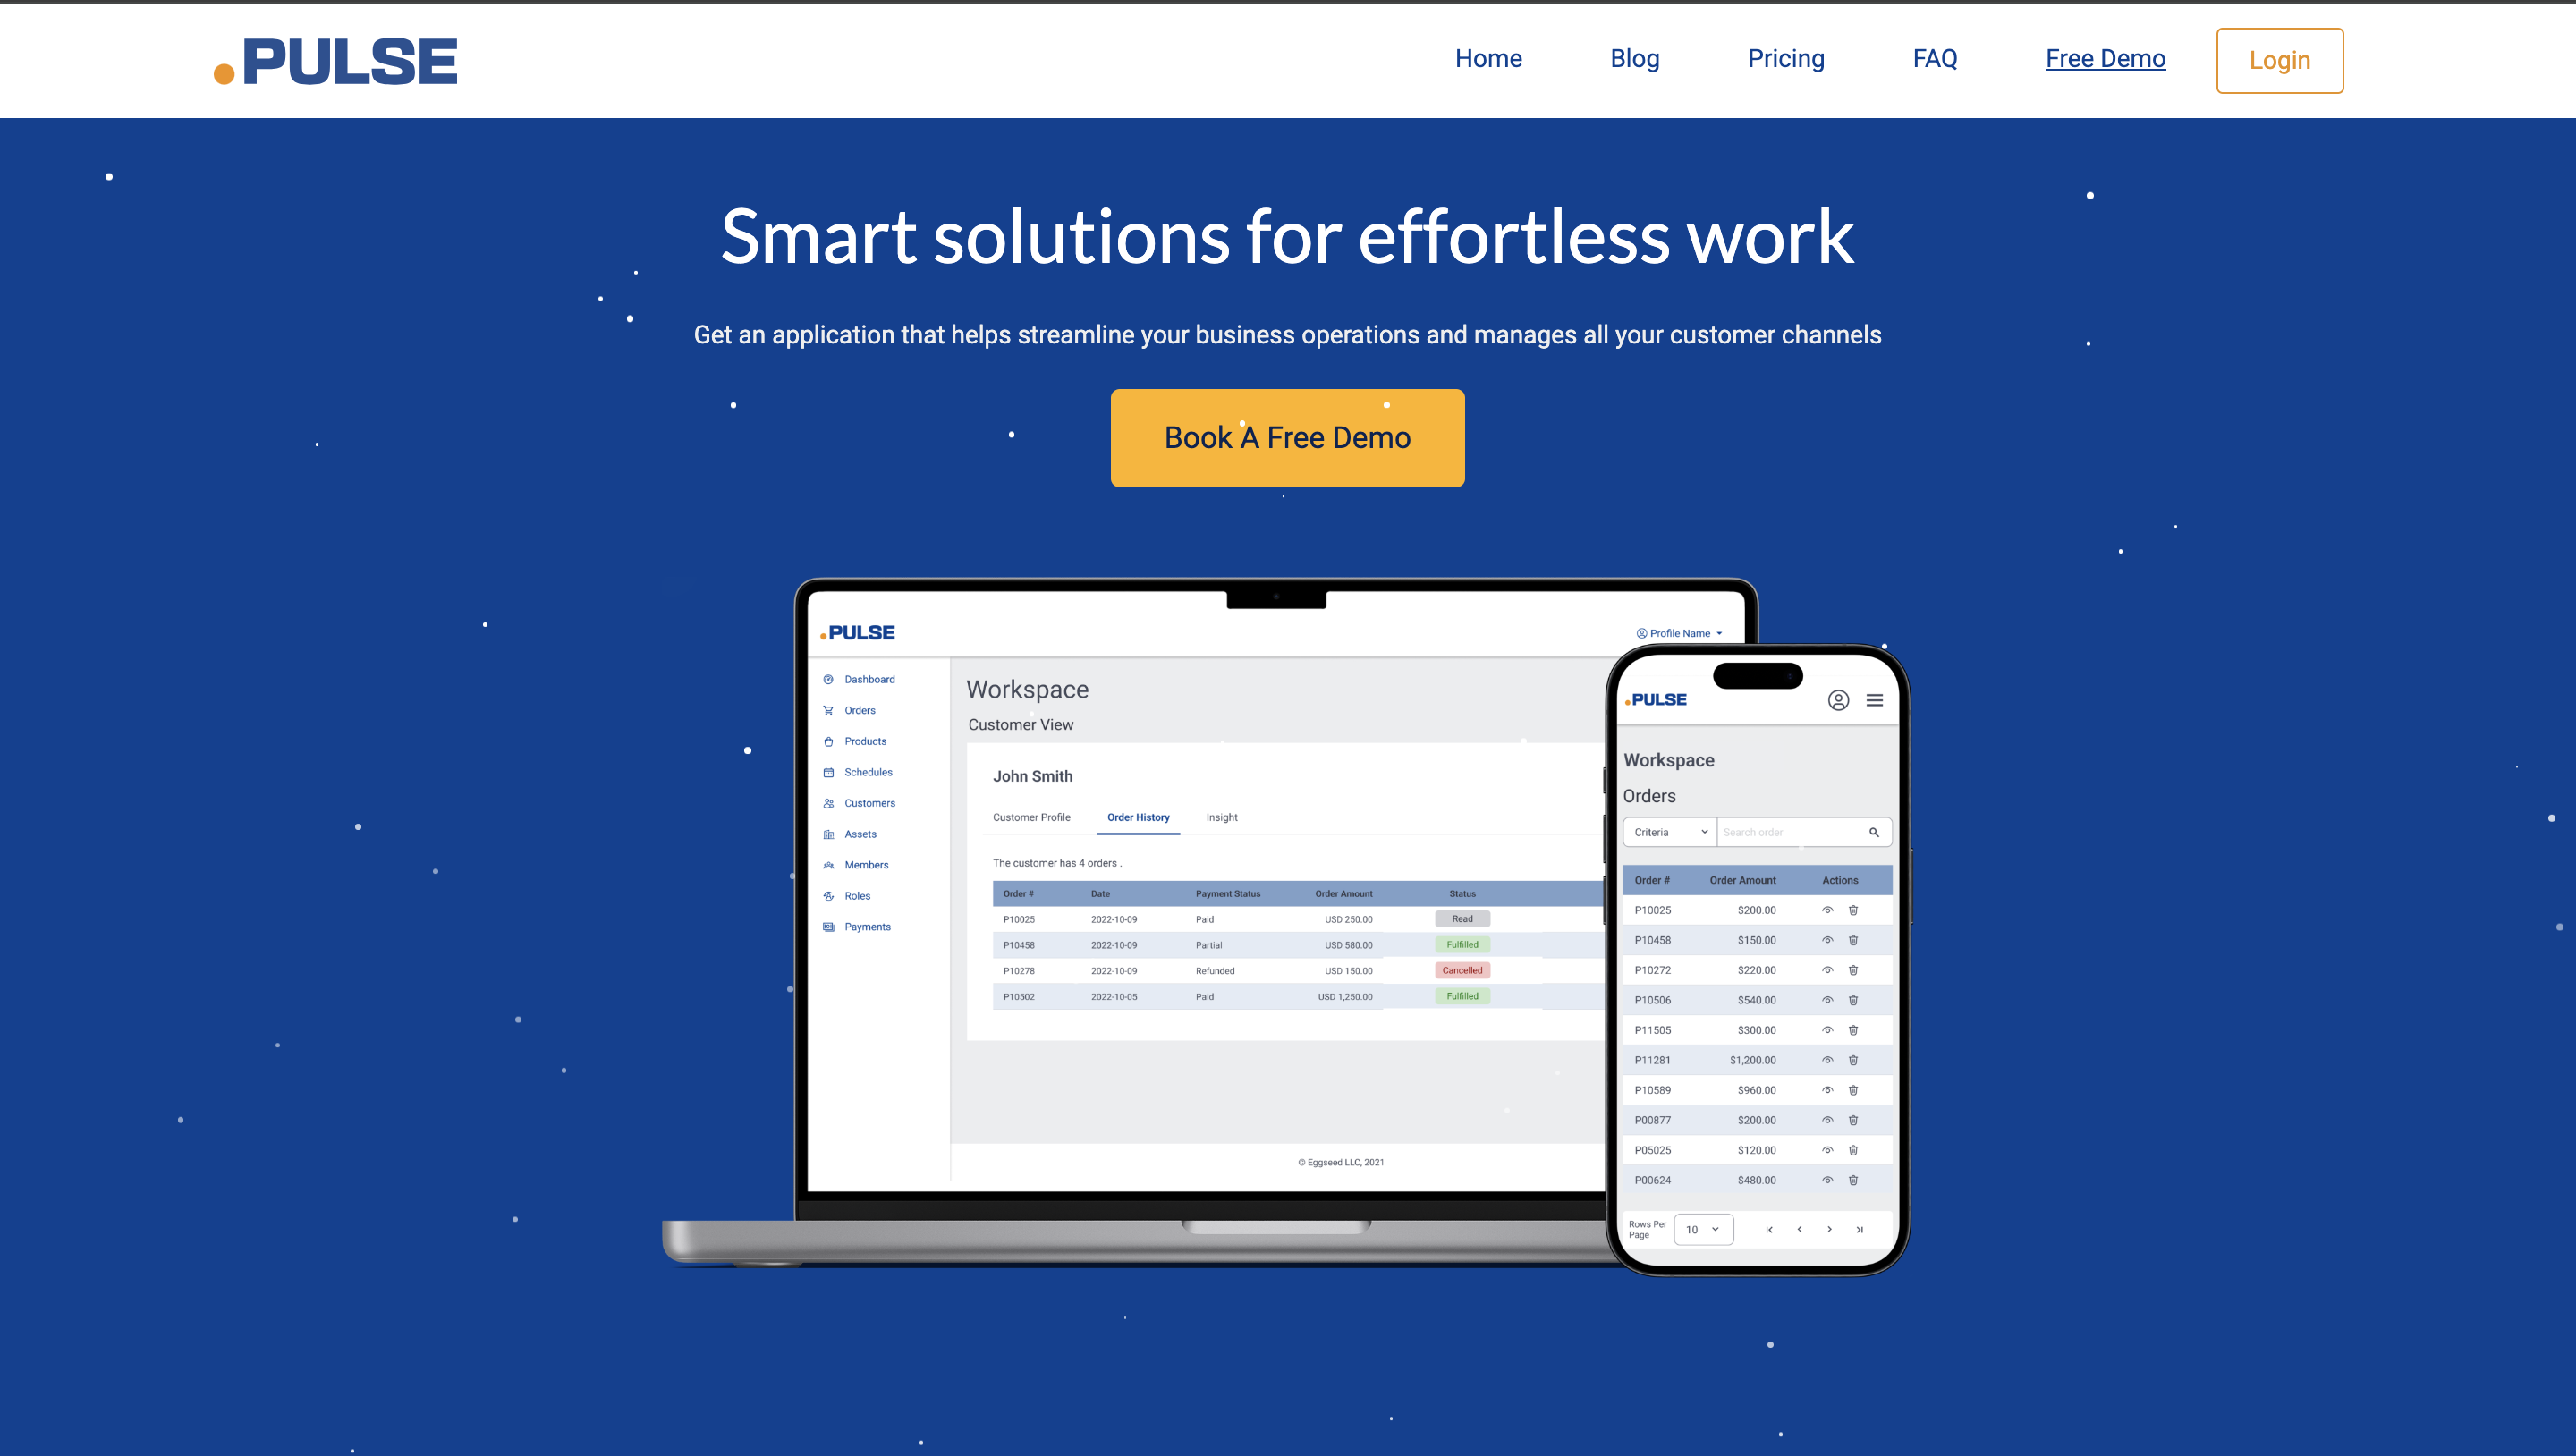 .PULSE
Home Blog Pricing FAQ Free Demo Login
Smart solutions for effortless work
Get an application that helps streamline your business operations and manages all your customer channels
Book A Free Demo
.PULSE
Profile Name
Dashboard
Orders
Products
Schedules
Customers
Assets
Members
Roles
Payments
Workspace
Customer View
John Smith
Customer Profile Order History Insight
The customer has 4 orders .
Order # Date Payment Status Order Amount Status
P10025 2022-10-09 Paid USD 250.00 Read
P10458 2022-10-09 Partial USD 580.00 Fulfilled
P10278 2022-10-09 Refunded USD 150.00 Cancelled
P10502 2022-10-05 Paid USD 1,250.00 Fulfilled
© Eggseed LLC, 2021
.PULSE
Workspace
Orders
Criteria Search order
Order # Order Amount Actions
P10025 $200.00
P10458 $150.00
P10272 $220.00
P10506 $540.00
P11505 $300.00
P11281 $1,200.00
P10589 $960.00
P00877 $200.00
P05025 $120.00
P00624 $480.00
Rows Per
Page
10